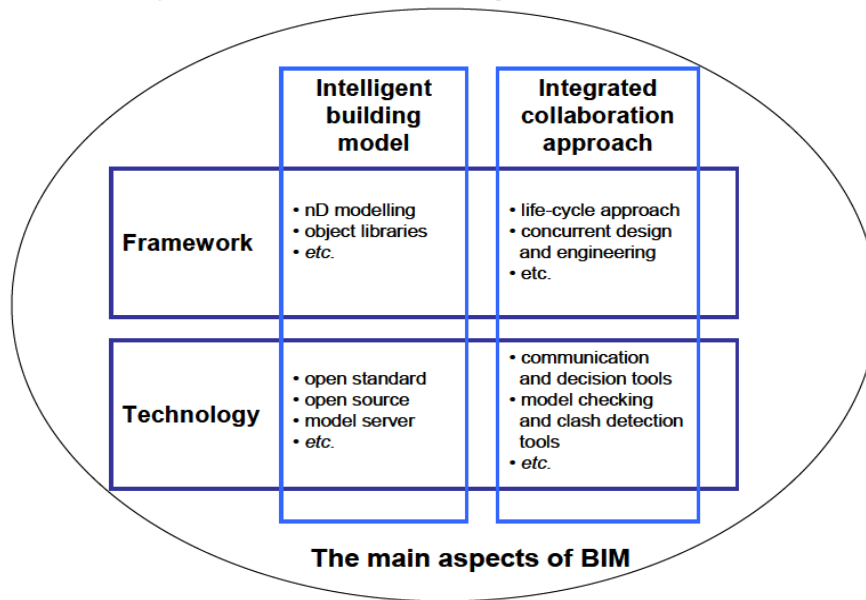 Intelligent
building
model
Integrated
collaboration
approach
Framework
• nD modelling
• object libraries
• etc.
• life-cycle approach
• concurrent design
and engineering
• etc.
Technology
• open standard
• open source
• model server
• etc.
• communication
and decision tools
• model checking
and clash detection
tools
• etc.
The main aspects of BIM